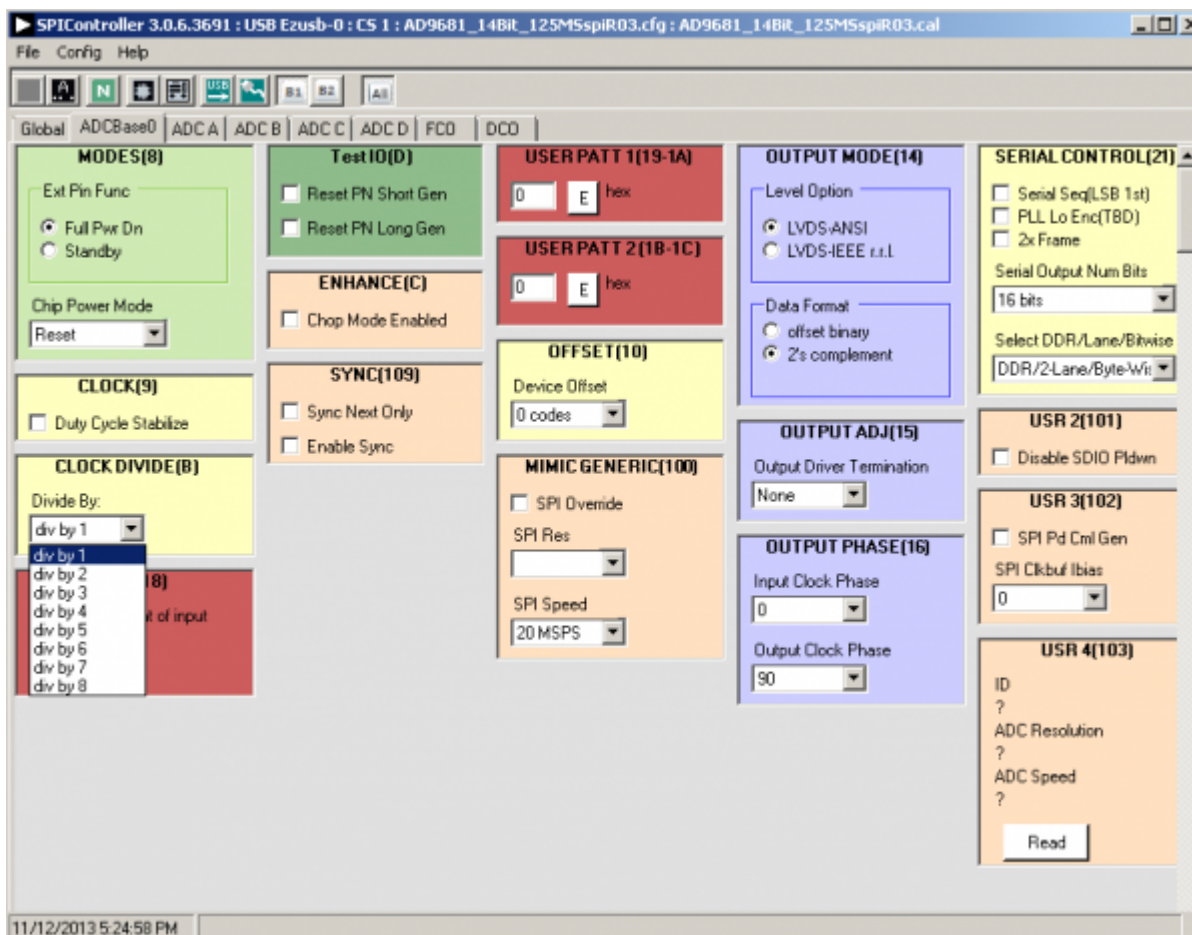 SPIController 3.0.6.3691 : USB Ezusb-0 : CS 1 : AD9681_14Bit_125MSspiR03.cfg : AD9681_14Bit_125MSspiR03.cal
File Config Help
A N USB B1 B2 All
Global ADCBase0 ADC A ADC B ADC C ADC D FCO DCO
MODES(8)
Ext Pin Func
Full Pwr Dn
Standby
Chip Power Mode
Reset
CLOCK(9)
Duty Cycle Stabilize
CLOCK DIVIDE(B)
Divide By:
div by 1
div by 1
div by 2
div by 3
div by 4
div by 5
div by 6
div by 7
div by 8
18)
of input
TestIO(D)
Reset PN Short Gen
Reset PN Long Gen
ENHANCE(C)
Chop Mode Enabled
SYNC(109)
Sync Next Only
Enable Sync
USER PATT 1(19-1A)
0 E hex
USER PATT 2(1B-1C)
0 E hex
OFFSET(10)
Device Offset
0 codes
MIMIC GENERIC(100)
SPI Override
SPI Res
SPI Speed
20 MSPS
OUTPUT MODE(14)
Level Option
LVDS-ANSI
LVDS-IEEE r.r.l.
Data Format
offset binary
2's complement
OUTPUT ADJ(15)
Output Driver Termination
None
OUTPUT PHASE(16)
Input Clock Phase
0
Output Clock Phase
90
SERIAL CONTROL(21)
Serial Seq(LSB 1st)
PLL Lo Enc(TBD)
2x Frame
Serial Output Num Bits
16 bits
Select DDR/Lane/Bitwise
DDR/2-Lane/Byte-Wi
USR 2(101)
Disable SDIO Pldwn
USR 3(102)
SPI Pd Cml Gen
SPI Clkbuf Ibias
0
USR 4(103)
ID
?
ADC Resolution
?
ADC Speed
?
Read
11/12/2013 5:24:58 PM